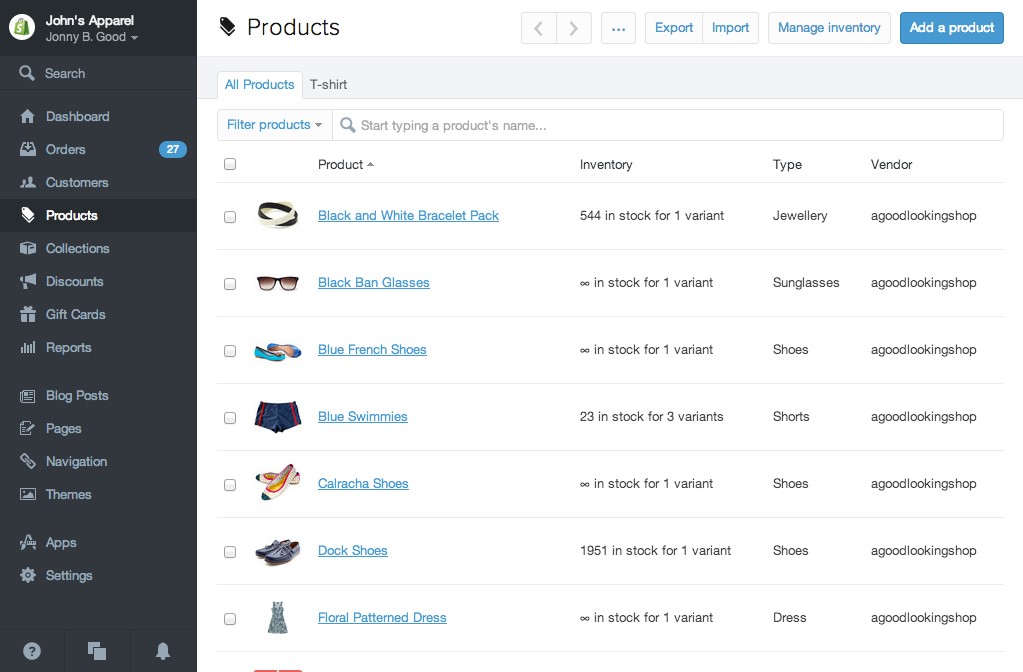 John's Apparel
Jonny B. Good
Search
Dashboard
Orders 27
Customers
Products
Collections
Discounts
Gift Cards
Reports
Blog Posts
Pages
Navigation
Themes
Apps
Settings
Products
... Export Import Manage inventory Add a product
All Products T-shirt
Filter products Start typing a product's name...
Product Inventory Type Vendor
Black and White Bracelet Pack 544 in stock for 1 variant Jewellery agoodlookingshop
Black Ban Glasses ∞ in stock for 1 variant Sunglasses agoodlookingshop
Blue French Shoes ∞ in stock for 1 variant Shoes agoodlookingshop
Blue Swimmies 23 in stock for 3 variants Shorts agoodlookingshop
Calracha Shoes ∞ in stock for 1 variant Shoes agoodlookingshop
Dock Shoes 1951 in stock for 1 variant Shoes agoodlookingshop
Floral Patterned Dress ∞ in stock for 1 variant Dress agoodlookingshop